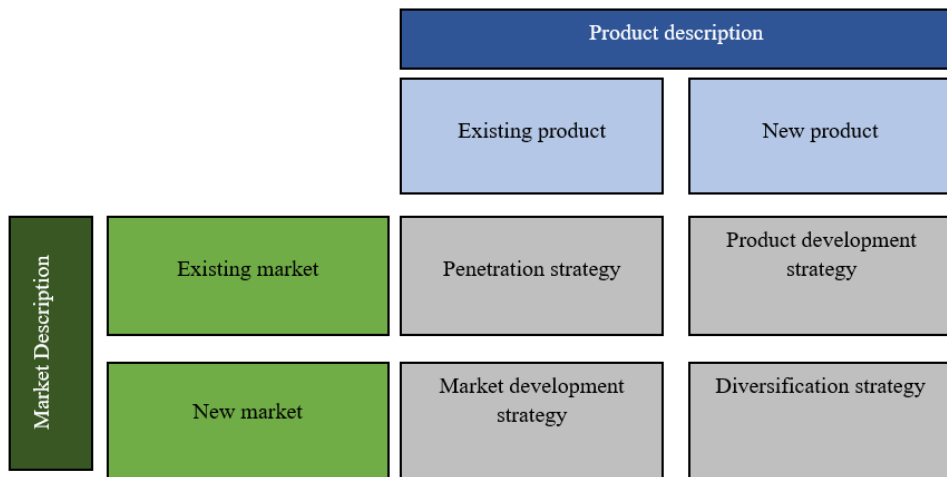 Product description
Existing product
New product
Market Description
Existing market
Penetration strategy
Product development
strategy
New market
Market development
strategy
Diversification strategy